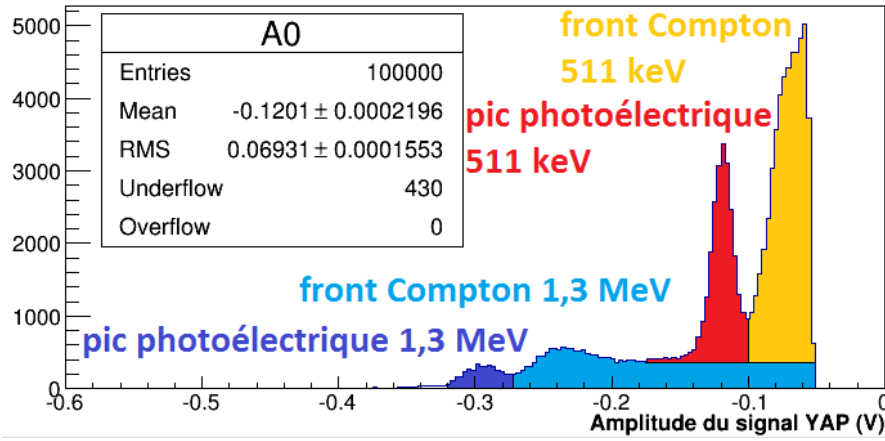 5000
4000
3000
2000
1000
0
A0
Entries 100000
Mean -0.1201 ± 0.0002196
RMS 0.06931 ± 0.0001553
Underflow 430
Overflow 0
front Compton
511 keV
pic photoélectrique
511 keV
front Compton 1,3 MeV
pic photoélectrique 1,3 MeV
-0.6 -0.5 -0.4 -0.3 -0.2 -0.1 0
Amplitude du signal YAP (V)